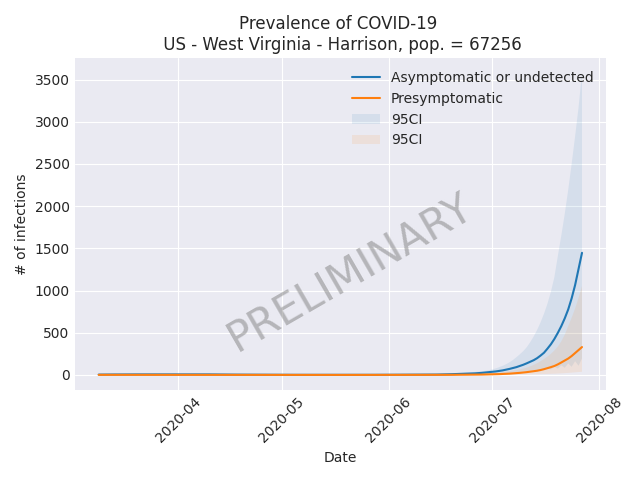 Prevalence of COVID-19
US - West Virginia - Harrison, pop. = 67256
Asymptomatic or undetected
Presymptomatic
95CI
95CI
3500
3000
2500
2000
1500
1000
500
0
# of infections
PRELIMINARY
2020-04
2020-05
2020-06
2020-07
2020-08
Date